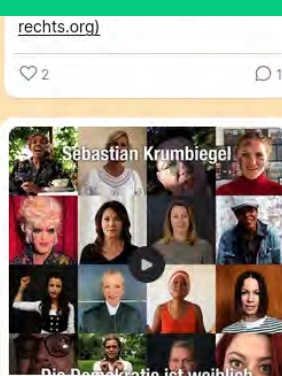 rechts.org)
2
1
Sebastian Krumbiegel
Die Demokratie ist weiblich